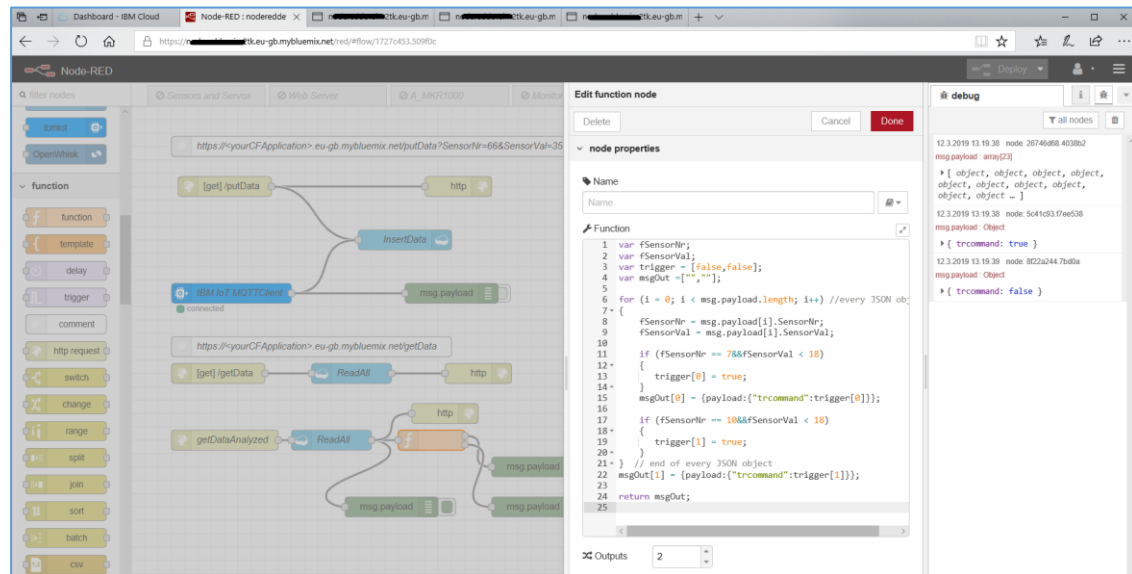 Dashboard - IBM Cloud
Node-RED : noderedde
2tk.eu-gb.m
2tk.eu-gb.m
2tk.eu-gb.m
https://n 2tk.eu-gb.mybluemix.net/red/#flow/1727c453.509f0c
Node-RED
Deploy
filter nodes
Sensors and Servos
Web Server
A_MKR1000
Monitor
ibmrest
OpenWhisk
function
function
template
delay
trigger
comment
http request
switch
change
range
split
join
sort
batch
csv
https://<yourCFApplication>.eu-gb.mybluemix.net/putData?SensorNr=66&SensorVal=35
[get] /putData
http
InsertData
IBM IoT MQTTClient
connected
msg.payload
https://<yourCFApplication>.eu-gb.mybluemix.net/getData
[get] /getData
ReadAll
http
http
getDataAnalyzed
ReadAll
f
msg.payload
msg.payload
msg.payload
Edit function node
Delete
Cancel
Done
node properties
Name
Name
Function
1 var fSensorNr;
2 var fSensorVal;
3 var trigger = [false,false];
4 var msgOut =["",""];
5
6 for (i = 0; i < msg.payload.length; i++) //every JSON obj
7 {
8 fSensorNr = msg.payload[i].SensorNr;
9 fSensorVal = msg.payload[i].SensorVal;
10
11 if (fSensorNr == 7&&fSensorVal < 18)
12 {
13 trigger[0] = true;
14 }
15 msgOut[0] = {payload:{"trcommand":trigger[0]}};
16
17 if (fSensorNr == 10&&fSensorVal < 18)
18 {
19 trigger[1] = true;
20 }
21 } // end of every JSON object
22 msgOut[1] = {payload:{"trcommand":trigger[1]}};
23
24 return msgOut;
25
Outputs
2
debug
i
all nodes
12.3.2019 13.19.38 node: 26746d68.4038b2
msg.payload : array[23]
[ object, object, object, object,
object, object, object, object,
object, object … ]
12.3.2019 13.19.38 node: 5c41c93.f7ee538
msg.payload : Object
{ trcommand: true }
12.3.2019 13.19.39 node: 8f22a244.7bd0a
msg.payload : Object
{ trcommand: false }